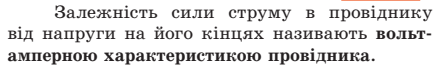 Залежність сили струму в провіднику
від напруги на його кінцях називають вольт-
амперною характеристикою провідника.